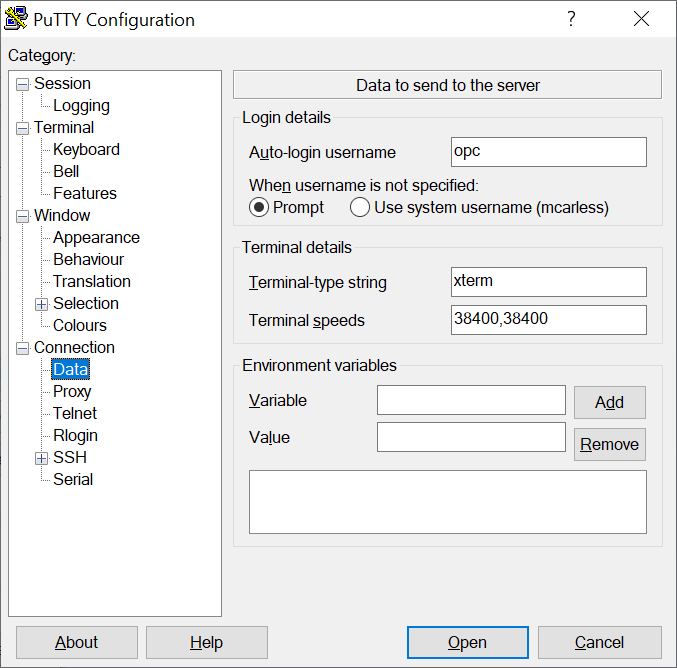 PuTTY Configuration
?
Category:
Session
Logging
Terminal
Keyboard
Bell
Features
Window
Appearance
Behaviour
Translation
Selection
Colours
Connection
Data
Proxy
Telnet
Rlogin
SSH
Serial
Data to send to the server
Login details
Auto-login username opc
When username is not specified:
Prompt Use system username (mcarless)
Terminal details
Terminal-type string xterm
Terminal speeds 38400,38400
Environment variables
Variable Add
Value Remove
About Help Open Cancel